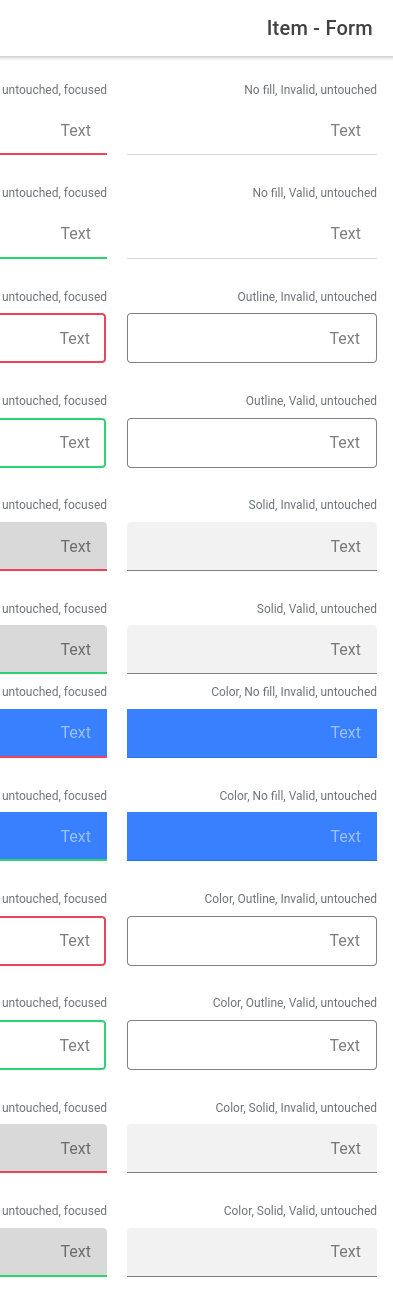 Item - Form
No fill, Invalid, untouched
untouched, focused
Text
Text
No fill, Valid, untouched
untouched, focused
Text
Text
Outline, Invalid, untouched
untouched, focused
Text
Text
Outline, Valid, untouched
untouched, focused
Text
Text
Solid, Invalid, untouched
untouched, focused
Text
Text
Solid, Valid, untouched
untouched, focused
Text
Text
Color, No fill, Invalid, untouched
untouched, focused
Text
Text
Color, No fill, Valid, untouched
untouched, focused
Text
Text
Color, Outline, Invalid, untouched
untouched, focused
Text
Text
Color, Outline, Valid, untouched
untouched, focused
Text
Text
Color, Solid, Invalid, untouched
untouched, focused
Text
Text
Color, Solid, Valid, untouched
untouched, focused
Text
Text